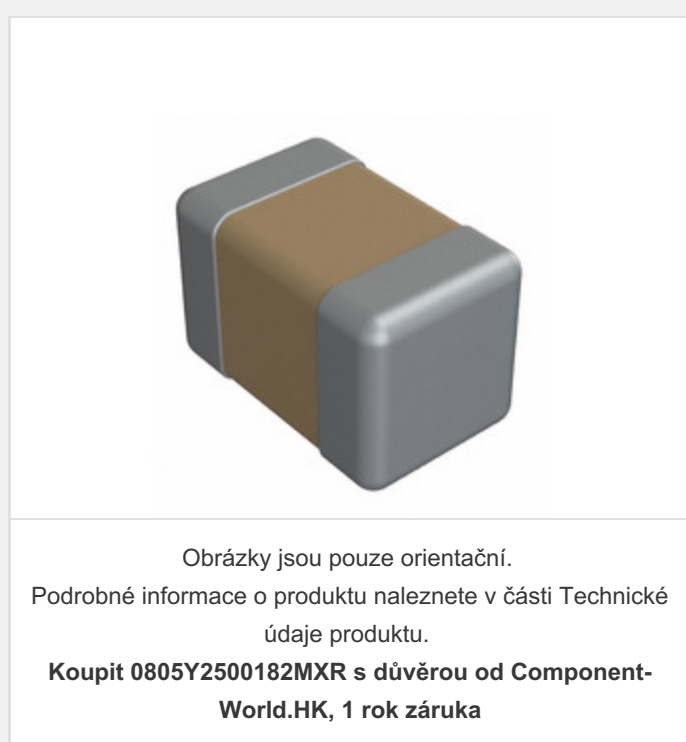 Obrázky jsou pouze orientační.
Podrobné informace o produktu naleznete v části Technické
údaje produktu.
Koupit 0805Y2500182MXR s důvěrou od Component-
World.HK, 1 rok záruka